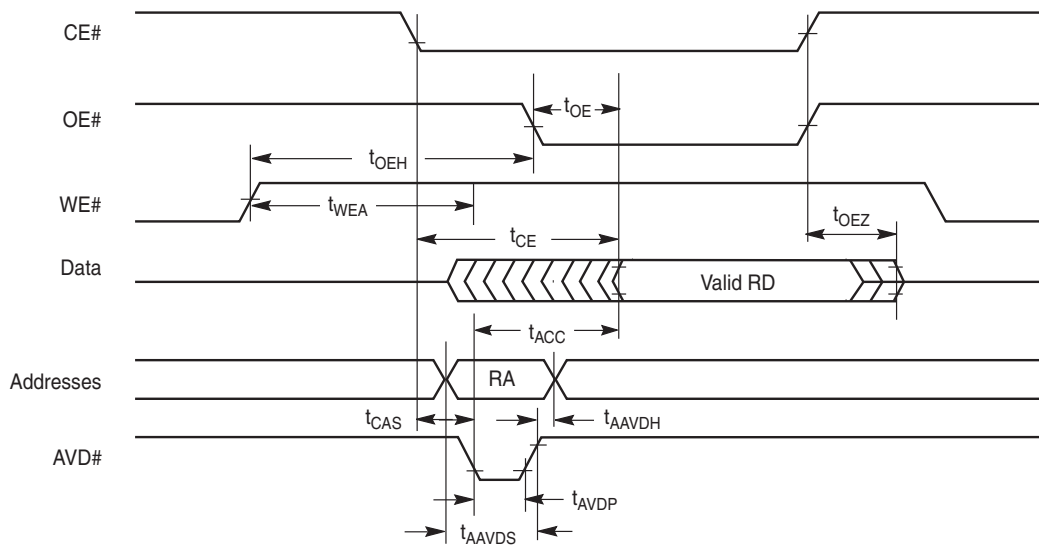 CE#
OE#
tOE
tOEH
WE#
tWEA
tOEZ
tCE
Data
Valid RD
tACC
Addresses
RA
tCAS
tAAVDH
AVD#
tAVDP
tAAVDS